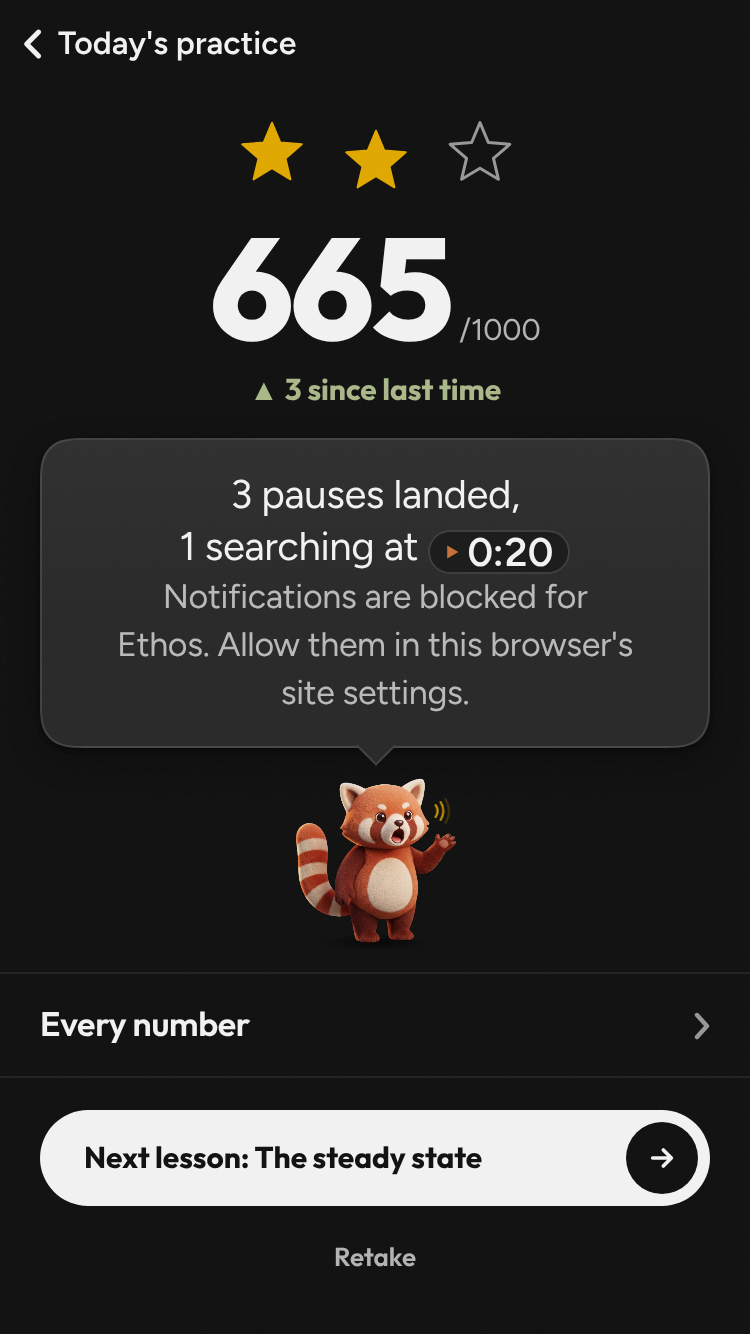 Today's practice
665 /1000
▲ 3 since last time
3 pauses landed,
1 searching at ▶ 0:20
Notifications are blocked for
Ethos. Allow them in this browser's
site settings.
Every number
Next lesson: The steady state
Retake